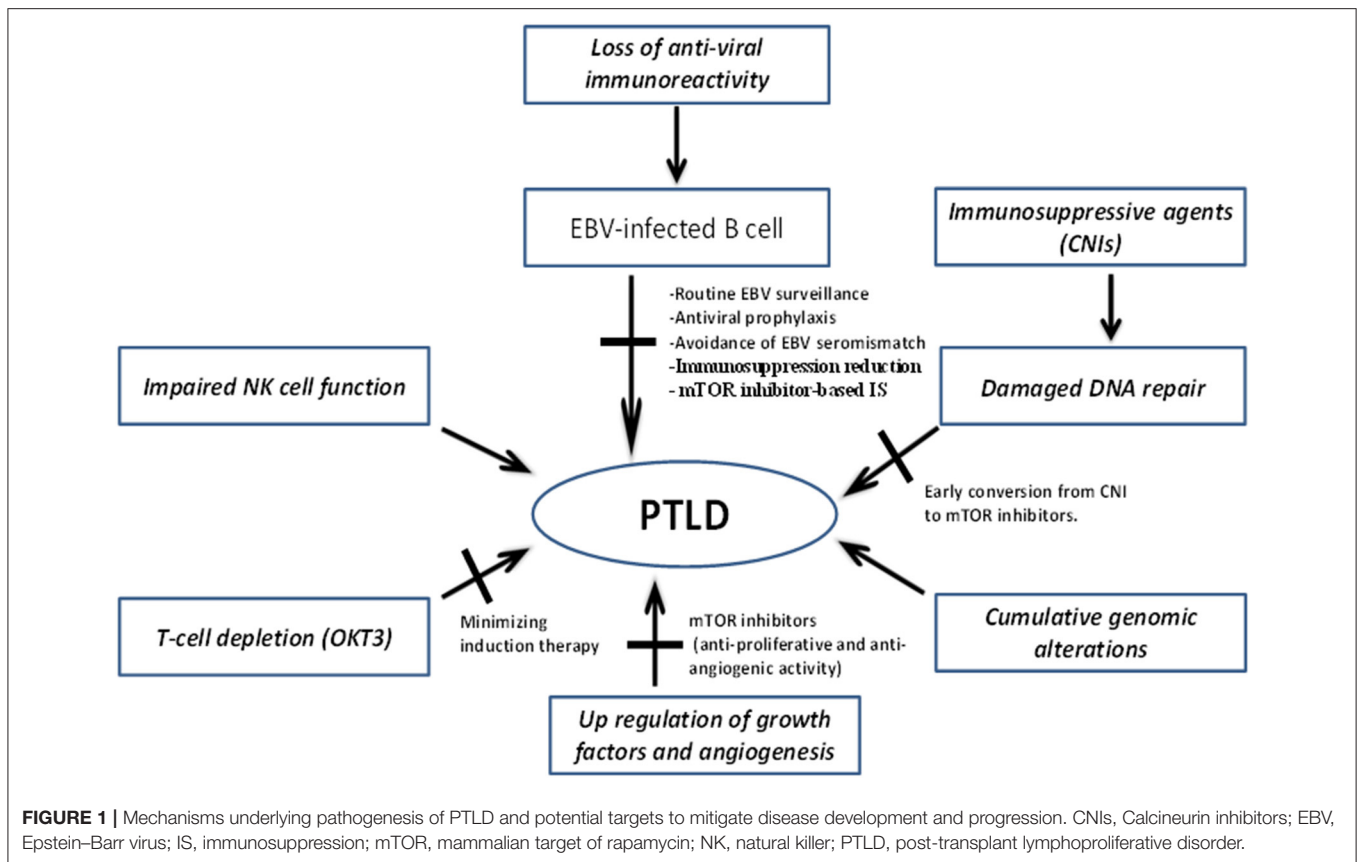 Loss of anti-viral
immunoreactivity
EBV-infected B cell
Immunosuppressive agents
(CNIs)
-Routine EBV surveillance
-Antiviral prophylaxis
-Avoidance of EBV seromismatch
-Immunosuppression reduction
- mTOR inhibitor-based IS
Impaired NK cell function
Damaged DNA repair
Early conversion from CNI
to mTOR inhibitors.
PTLD
T-cell depletion (OKT3)
Minimizing
induction therapy
mTOR inhibitors
(anti-proliferative and anti-
angiogenic activity)
Cumulative genomic
alterations
Up regulation of growth
factors and angiogenesis
FIGURE 1 | Mechanisms underlying pathogenesis of PTLD and potential targets to mitigate disease development and progression. CNIs, Calcineurin inhibitors; EBV,
Epstein–Barr virus; IS, immunosuppression; mTOR, mammalian target of rapamycin; NK, natural killer; PTLD, post-transplant lymphoproliferative disorder.